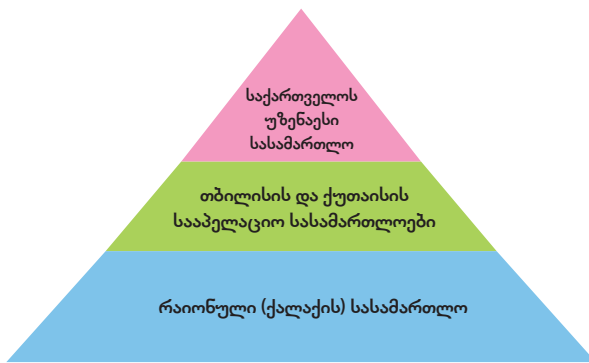 საქართველოს
უზენაესი
სასამართლო
თბილისის და ქუთაისის
სააპელაციო სასამართლოები
რაიონული (ქალაქის) სასამართლო